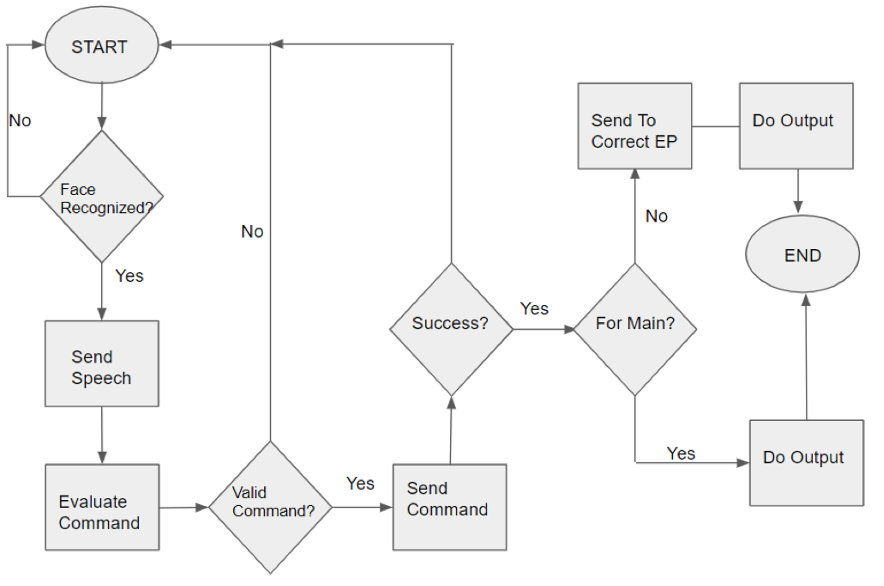 START
No
Face
Recognized?
Yes
Send
Speech
Evaluate
Command
Valid
Command?
No
Yes
Send
Command
Success?
Yes
For Main?
No
Send To
Correct EP
Do Output
END
Yes
Do Output